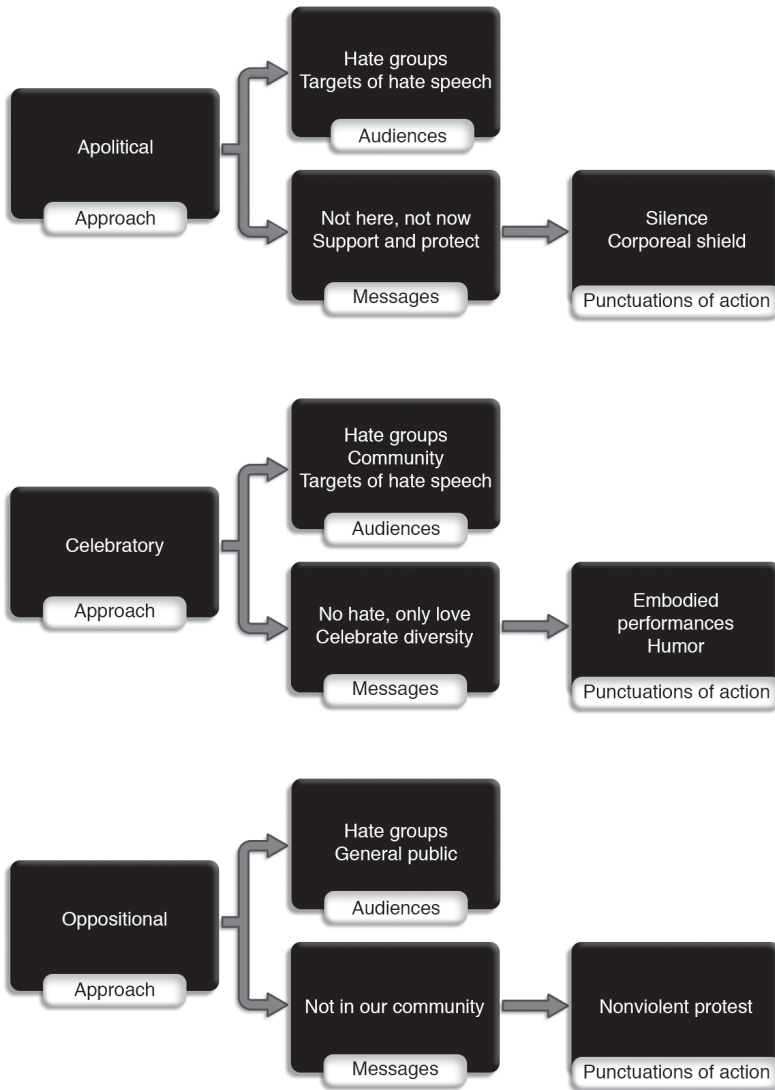 Hate groups
Targets of hate speech
Audiences
Apolitical
Approach
Not here, not now
Support and protect
Messages
Silence
Corporeal shield
Punctuations of action
Hate groups
Community
Targets of hate speech
Audiences
Celebratory
Approach
No hate, only love
Celebrate diversity
Messages
Embodied
performances
Humor
Punctuations of action
Hate groups
General public
Audiences
Oppositional
Approach
Not in our community
Messages
Nonviolent protest
Punctuations of action